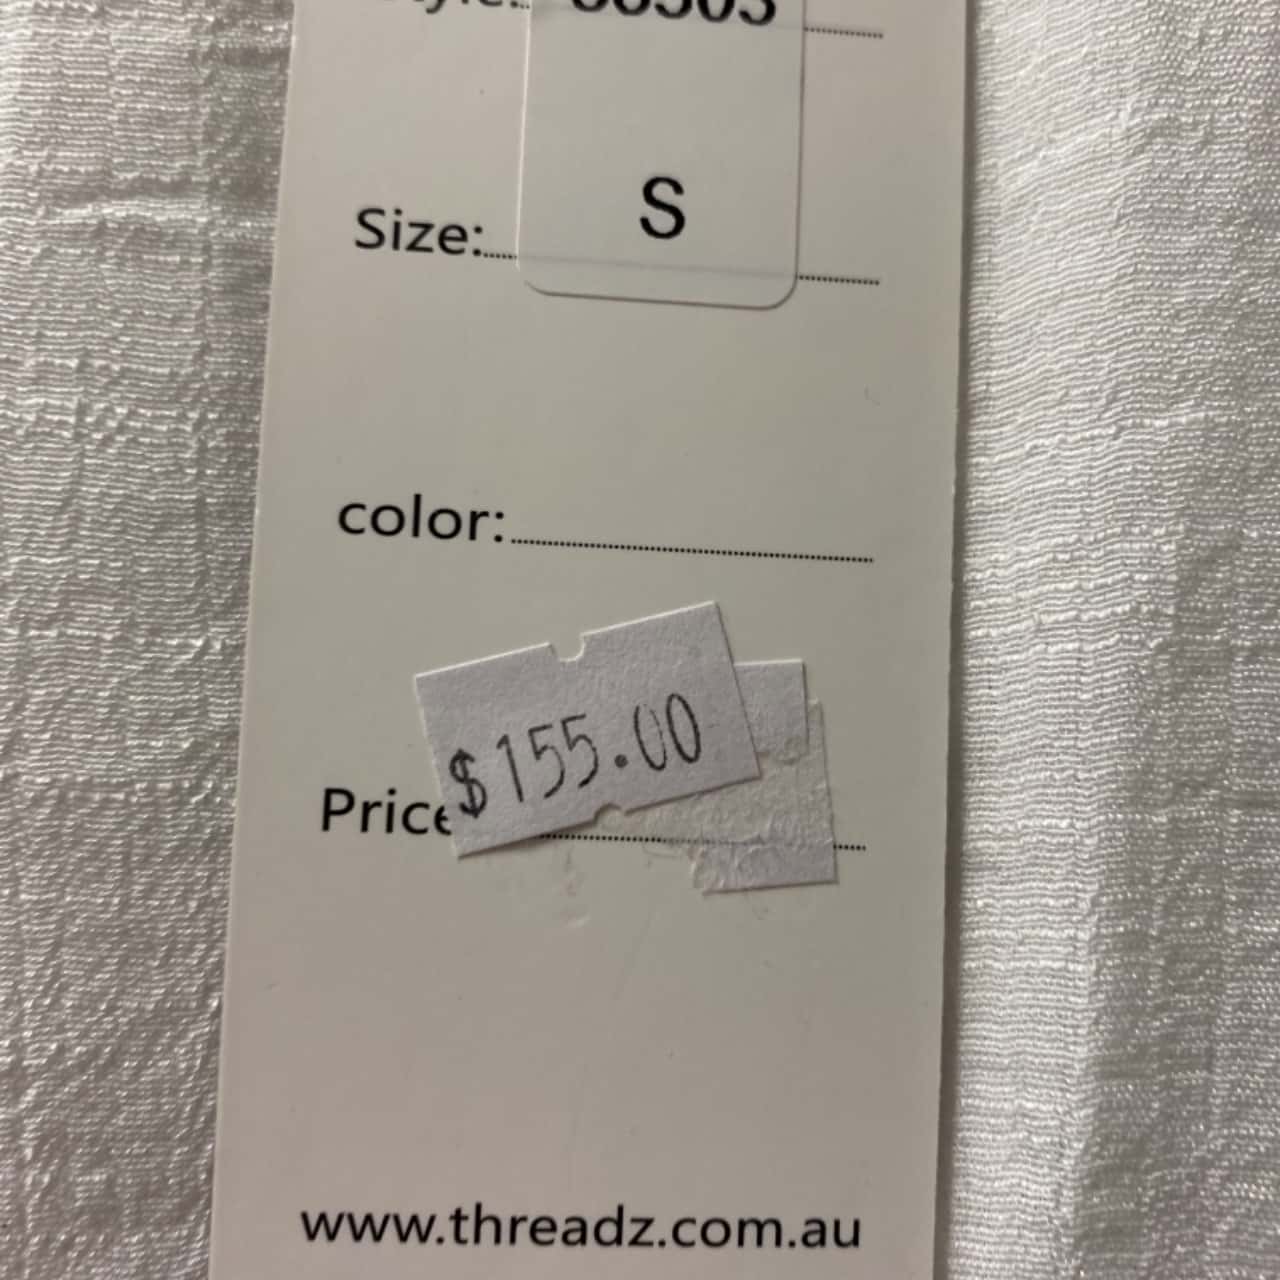 Size: S
color:
Price $155.00
www.threadz.com.au